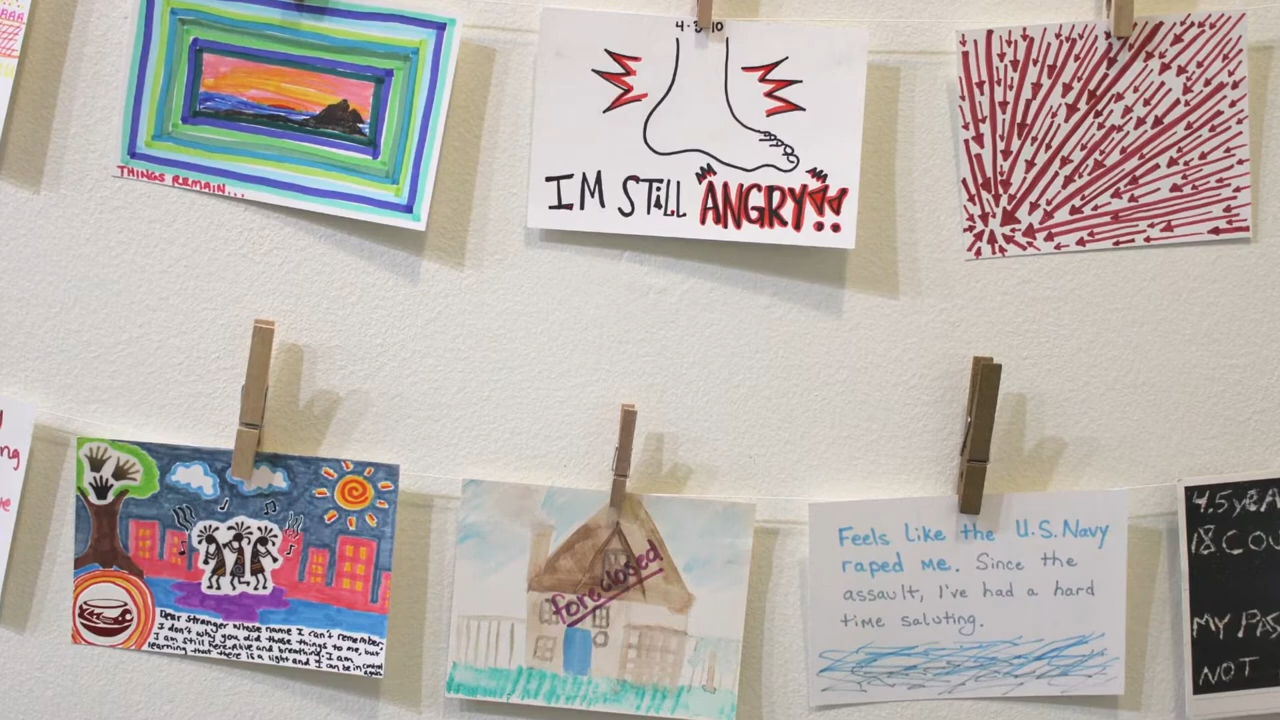 THINGS REMAIN...
4·3 10
I'M STILL ANGRY!!
Dear Stranger whose name I can't remember,
I don't why you did those things to me, but
I am still here. Alive and breathing. I am
learning that there is a light and I can be in control
again
foreclosed
Feels like the U.S. Navy
raped me. Since the
assault, I've had a hard
time saluting.
4.5 YEA
18 COU
MY PAS
NOT
ng